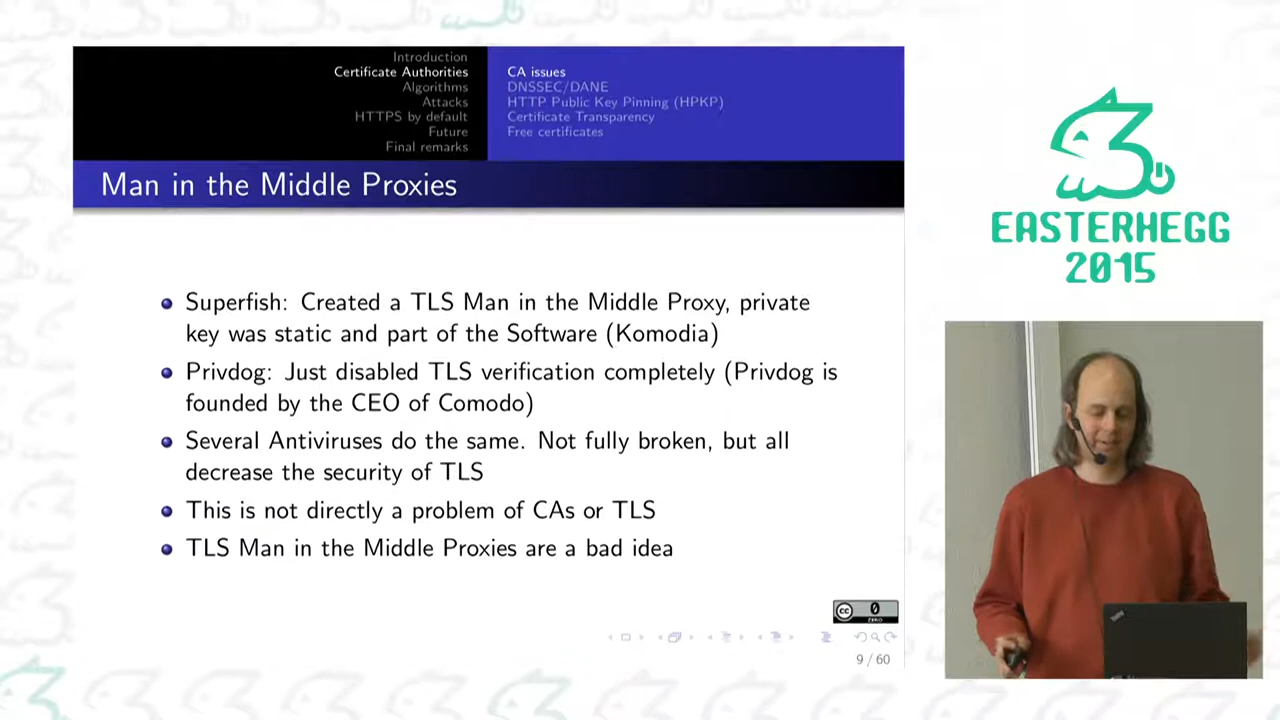 Introduction
Certificate Authorities
Algorithms
Attacks
HTTPS by default
Future
Final remarks
CA issues
DNSSEC/DANE
HTTP Public Key Pinning (HPKP)
Certificate Transparency
Free certificates
Man in the Middle Proxies
Superfish: Created a TLS Man in the Middle Proxy, private
key was static and part of the Software (Komodia)
Privdog: Just disabled TLS verification completely (Privdog is
founded by the CEO of Comodo)
Several Antiviruses do the same. Not fully broken, but all
decrease the security of TLS
This is not directly a problem of CAs or TLS
TLS Man in the Middle Proxies are a bad idea
cc 0
ZERO
9 / 60
EASTERHEGG
2015